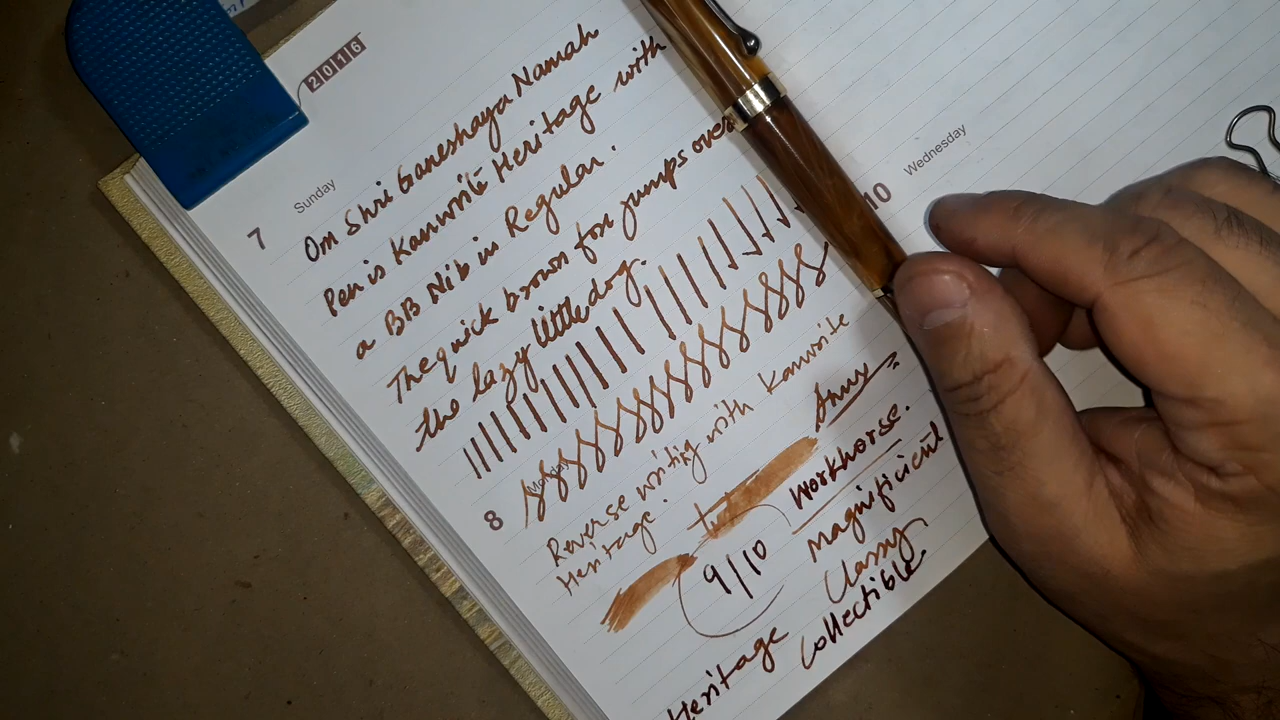 2016
7 Sunday
Om Shri Ganeshaya Namah
Pen is Kanwrite Heritage with
a BB Nib in Regular.
The quick brown fox jumps over
the lazy little dog.
8 Monday
Reverse writing with Kanwrite
Heritage.
9/10
Workhorse.
Magnificient
Classy
Collectible
Heritage
10 Wednesday